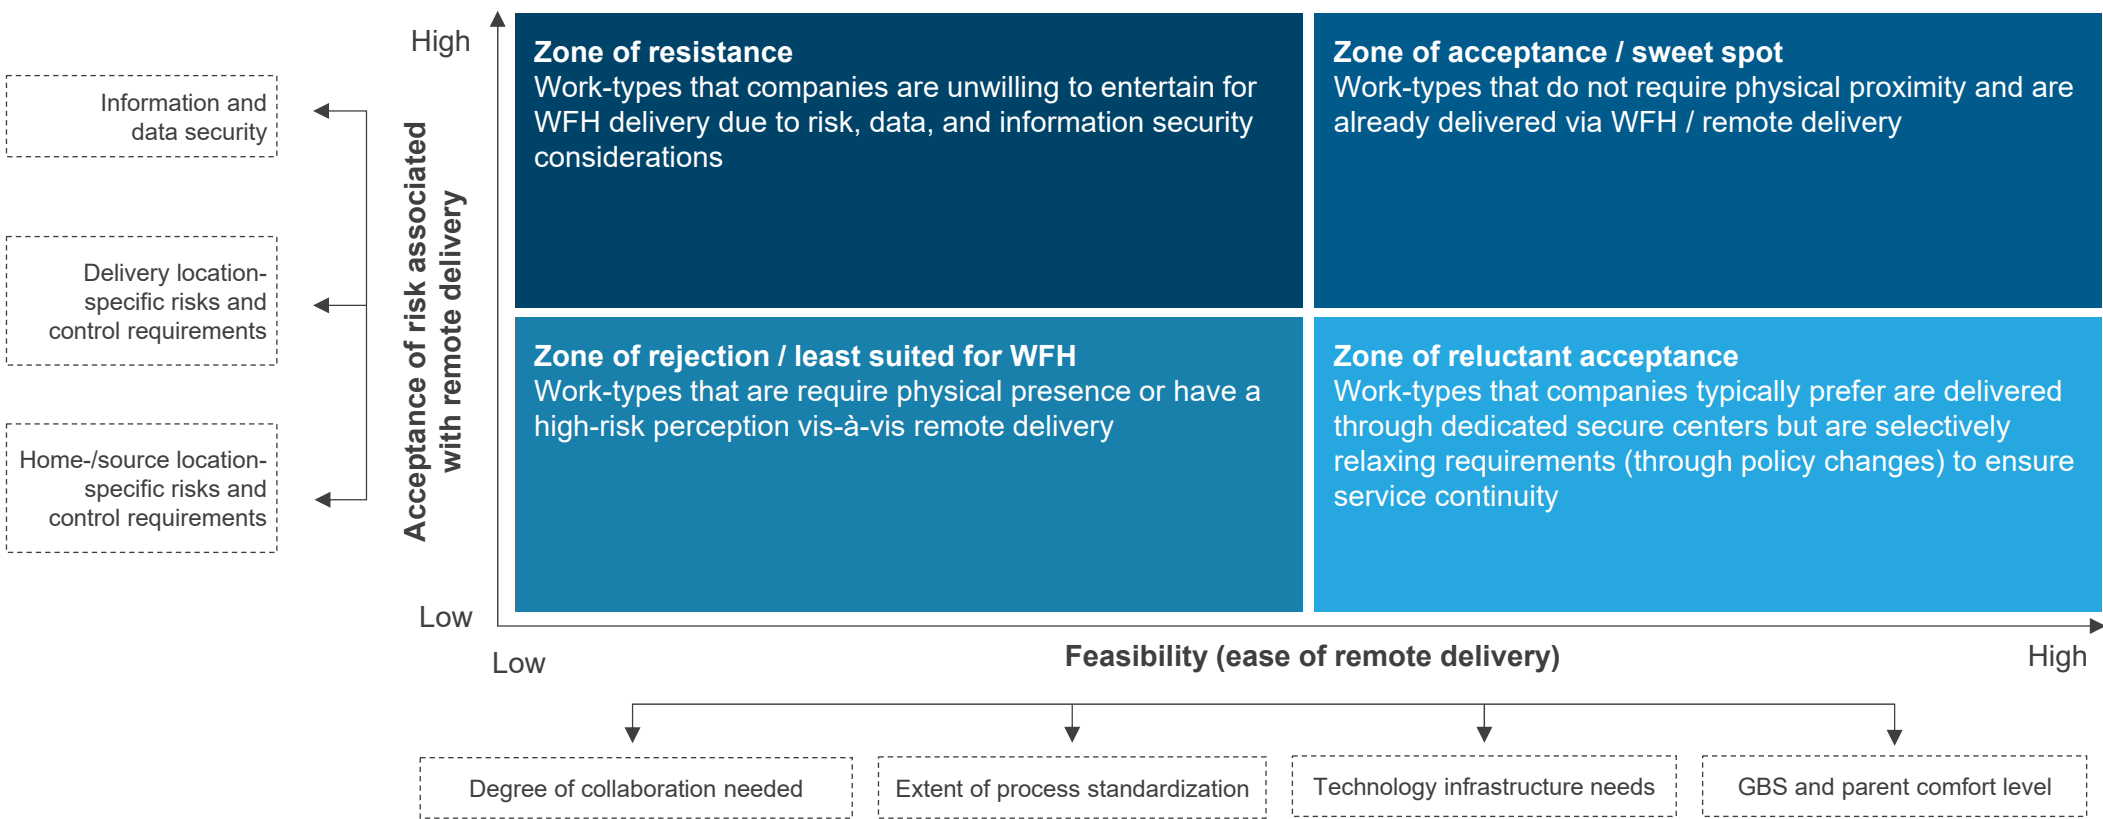 High
Information and
data security
Delivery location-
specific risks and
control requirements
Home-/source location-
specific risks and
control requirements
Acceptance of risk associated
with remote delivery
Low
Zone of resistance
Work-types that companies are unwilling to entertain for
WFH delivery due to risk, data, and information security
considerations
Zone of acceptance / sweet spot
Work-types that do not require physical proximity and are
already delivered via WFH / remote delivery
Zone of rejection / least suited for WFH
Work-types that are require physical presence or have a
high-risk perception vis-à-vis remote delivery
Zone of reluctant acceptance
Work-types that companies typically prefer are delivered
through dedicated secure centers but are selectively
relaxing requirements (through policy changes) to ensure
service continuity
Low
Feasibility (ease of remote delivery)
High
Degree of collaboration needed
Extent of process standardization
Technology infrastructure needs
GBS and parent comfort level